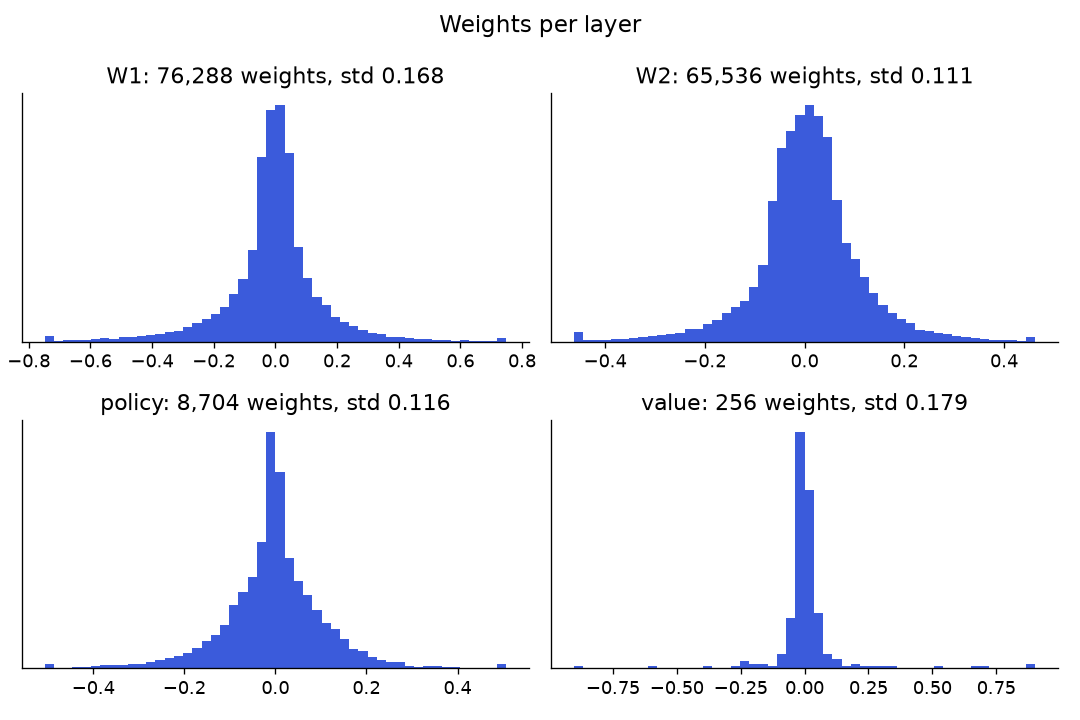 Weights per layer
W1: 76,288 weights, std 0.168
W2: 65,536 weights, std 0.111
−0.8 −0.6 −0.4 −0.2 0.0 0.2 0.4 0.6 0.8
−0.4 −0.2 0.0 0.2 0.4
policy: 8,704 weights, std 0.116
value: 256 weights, std 0.179
−0.4 −0.2 0.0 0.2 0.4
−0.75 −0.50 −0.25 0.00 0.25 0.50 0.75